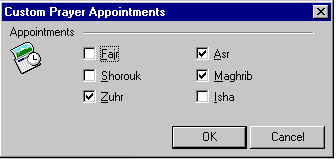 Custom Prayer Appointments
Appointments
Fajr Asr
Shorouk Maghrib
Zuhr Isha
OK Cancel